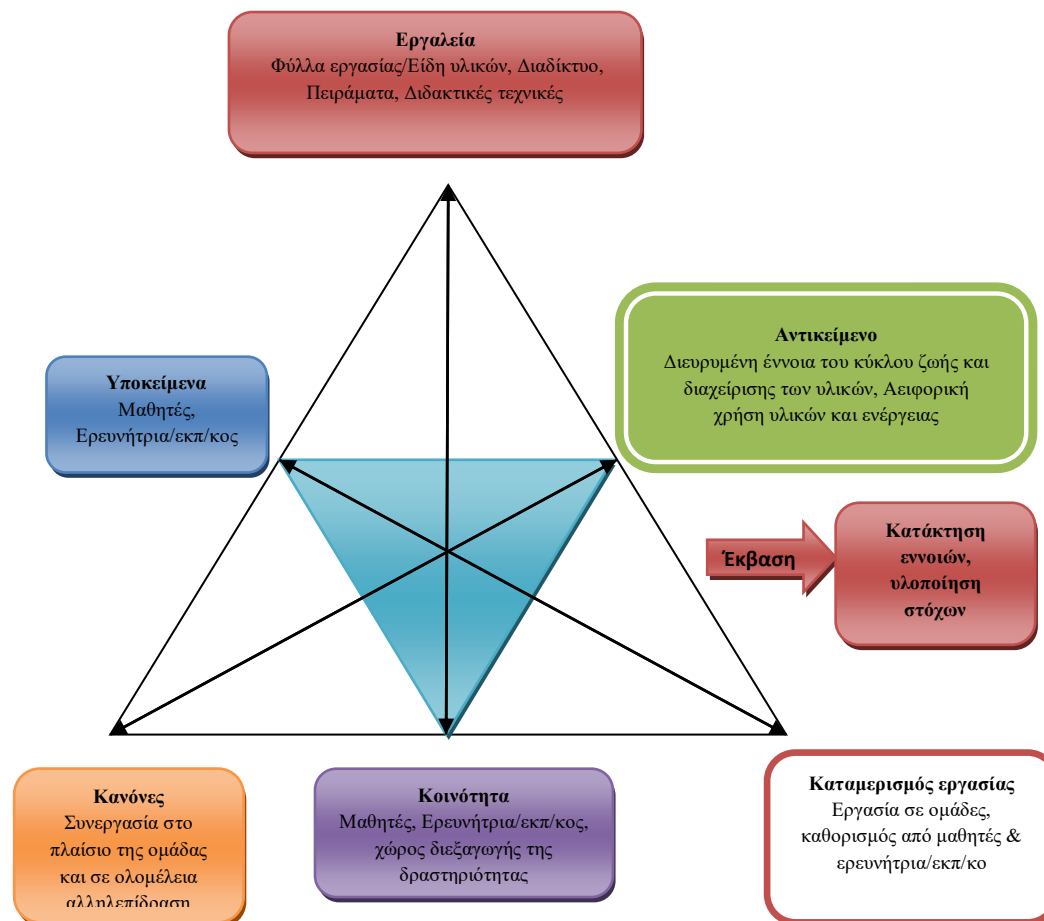 Εργαλεία
Φύλλα εργασίας/Είδη υλικών, Διαδίκτυο,
Πειράματα, Διδακτικές τεχνικές
Αντικείμενο
Διευρυμένη έννοια του κύκλου ζωής και
διαχείρισης των υλικών, Αειφορική
χρήση υλικών και ενέργειας
Υποκείμενα
Μαθητές,
Ερευνήτρια/εκπ/κος
Έκβαση
Κατάκτηση
εννοιών,
υλοποίηση
στόχων
Κανόνες
Συνεργασία στο
πλαίσιο της ομάδας
και σε ολομέλεια
αλληλεπίδραση
Κοινότητα
Μαθητές, Ερευνήτρια/εκπ/κος,
χώρος διεξαγωγής της
δραστηριότητας
Καταμερισμός εργασίας
Εργασία σε ομάδες,
καθορισμός από μαθητές &
ερευνήτρια/εκπ/κο